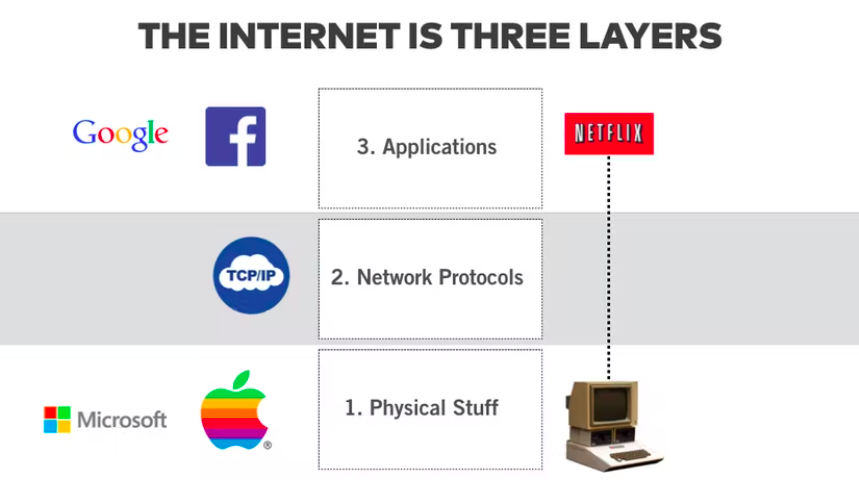 THE INTERNET IS THREE LAYERS
Google
f
3. Applications
NETFLIX
TCP/IP
2. Network Protocols
Microsoft
®
1. Physical Stuff